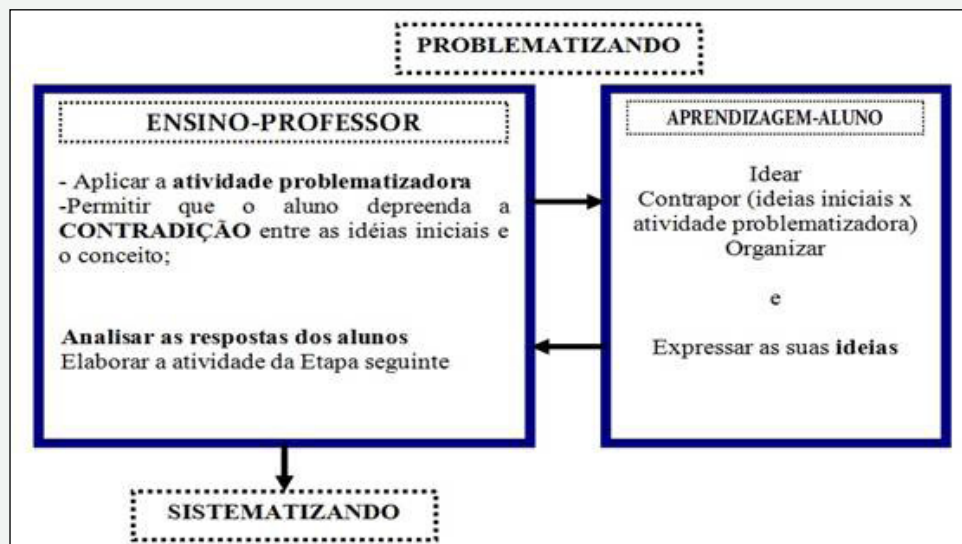 PROBLEMATIZANDO
ENSINO-PROFESSOR
- Aplicar a atividade problematizadora
-Permitir que o aluno depreenda a
CONTRADIÇÃO entre as idéias iniciais e
o conceito;
Analisar as respostas dos alunos
Elaborar a atividade da Etapa seguinte
APRENDIZAGEM-ALUNO
Idear
Contrapor (ideias iniciais x
atividade problematizadora)
Organizar
e
Expressar as suas ideias
SISTEMATIZANDO